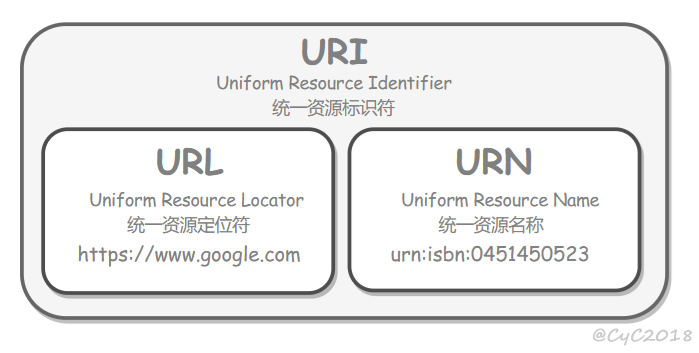 URI
Uniform Resource Identifier
统一资源标识符
URL
Uniform Resource Locator
统一资源定位符
https://www.google.com
URN
Uniform Resource Name
统一资源名称
urn:isbn:0451450523
@CyC2018